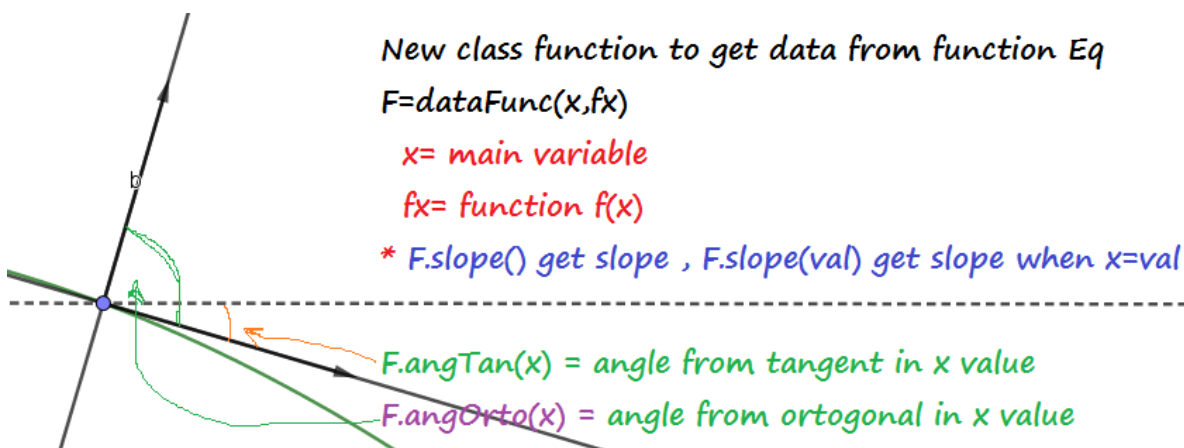 New class function to get data from function Eq
F=dataFunc(x,fx)
x= main variable
b
fx= function f(x)
* F.slope() get slope , F.slope(val) get slope when x=val
F.angTan(x) = angle from tangent in x value
F.angOrto(x) = angle from ortogonal in x value